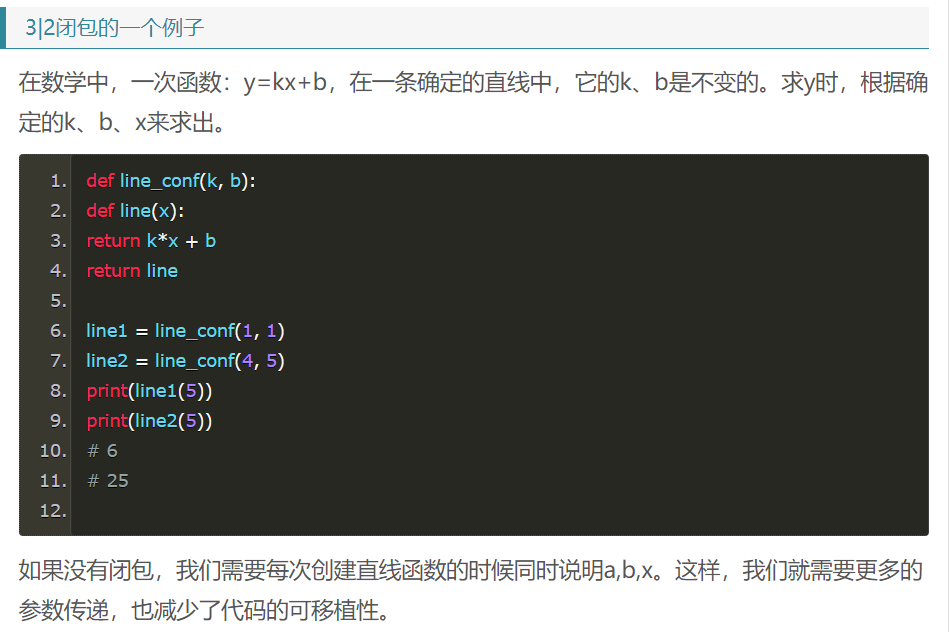 3|2闭包的一个例子
在数学中，一次函数：y=kx+b，在一条确定的直线中，它的k、b是不变的。求y时，根据确
定的k、b、x来求出。
1. def line_conf(k, b):
2. def line(x):
3. return k*x + b
4. return line
5.
6. line1 = line_conf(1, 1)
7. line2 = line_conf(4, 5)
8. print(line1(5))
9. print(line2(5))
10. # 6
11. # 25
12.
如果没有闭包，我们需要每次创建直线函数的时候同时说明a,b,x。这样，我们就需要更多的
参数传递，也减少了代码的可移植性。